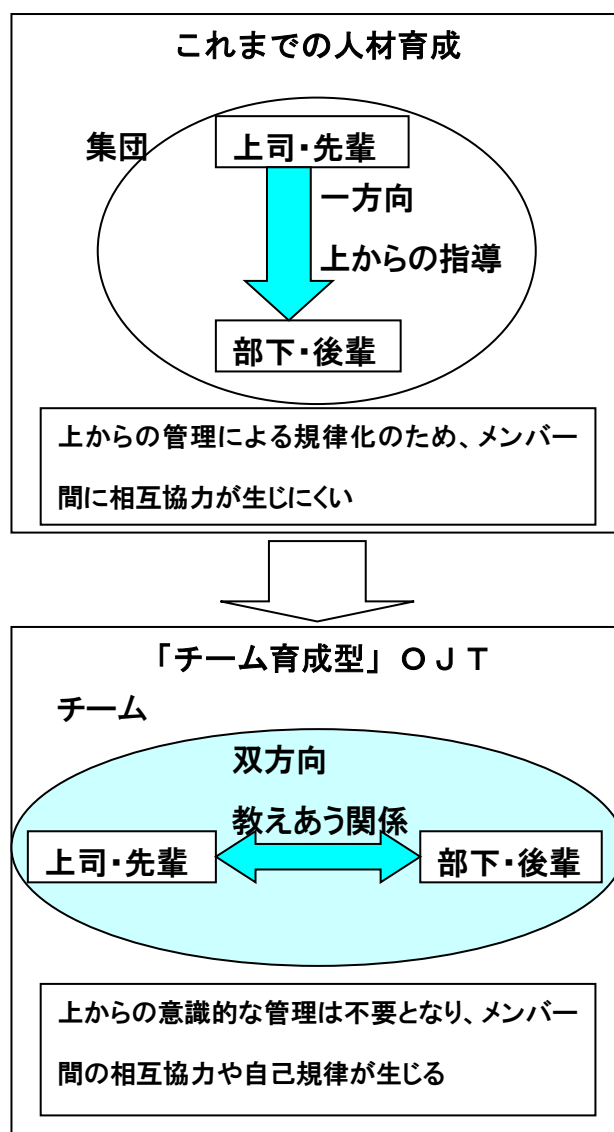 これまでの人材育成
集団
上司・先輩
一方向
上からの指導
部下・後輩
上からの管理による規律化のため、メンバー
間に相互協力が生じにくい
「チーム育成型」ＯＪＴ
チーム
双方向
教えあう関係
上司・先輩
部下・後輩
上からの意識的な管理は不要となり、メンバー
間の相互協力や自己規律が生じる